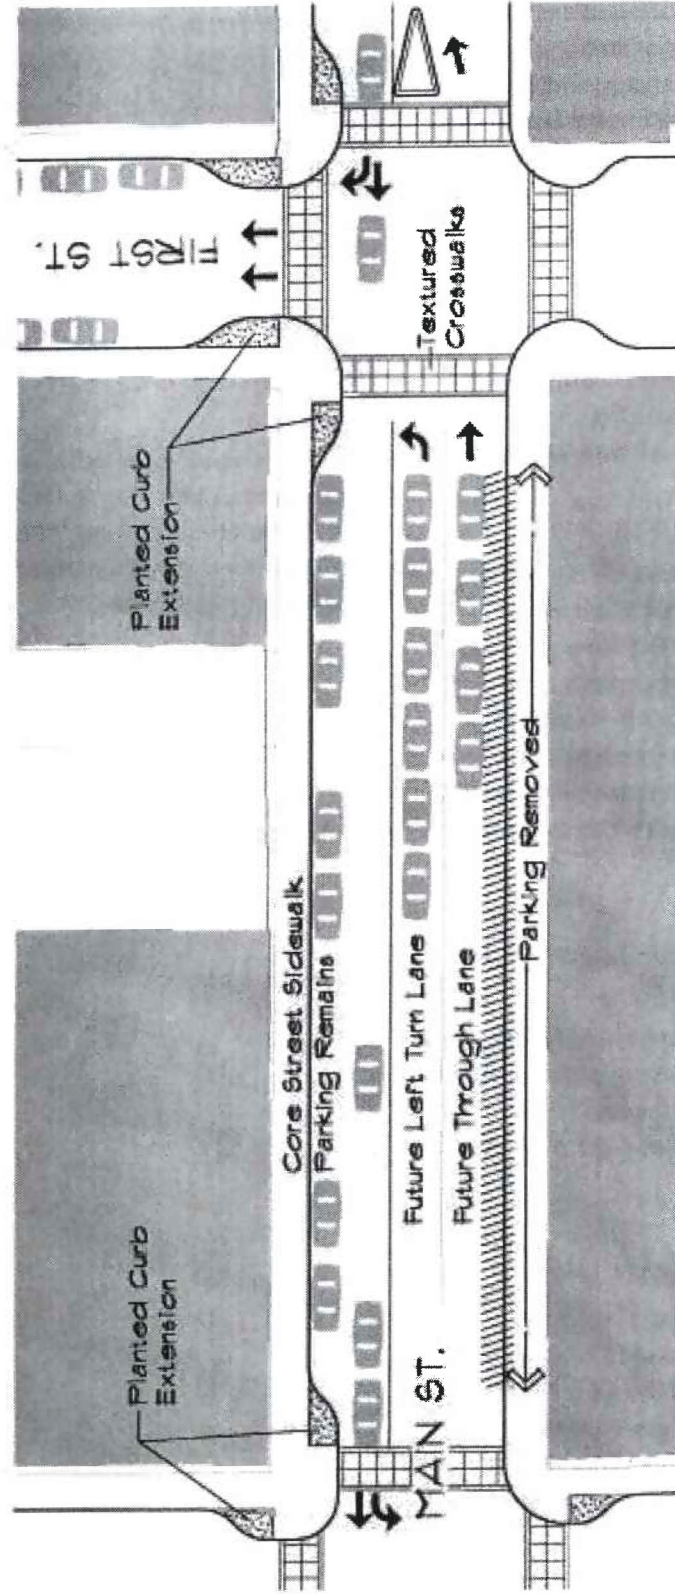 Planted Curb
Extension
Planted Curb
Extension
FIRST ST.
Core Street Sidewalk
Parking Remains
Future Left Turn Lane
Future Through Lane
MAIN ST.
Textured
Crosswalks
Parking Removed